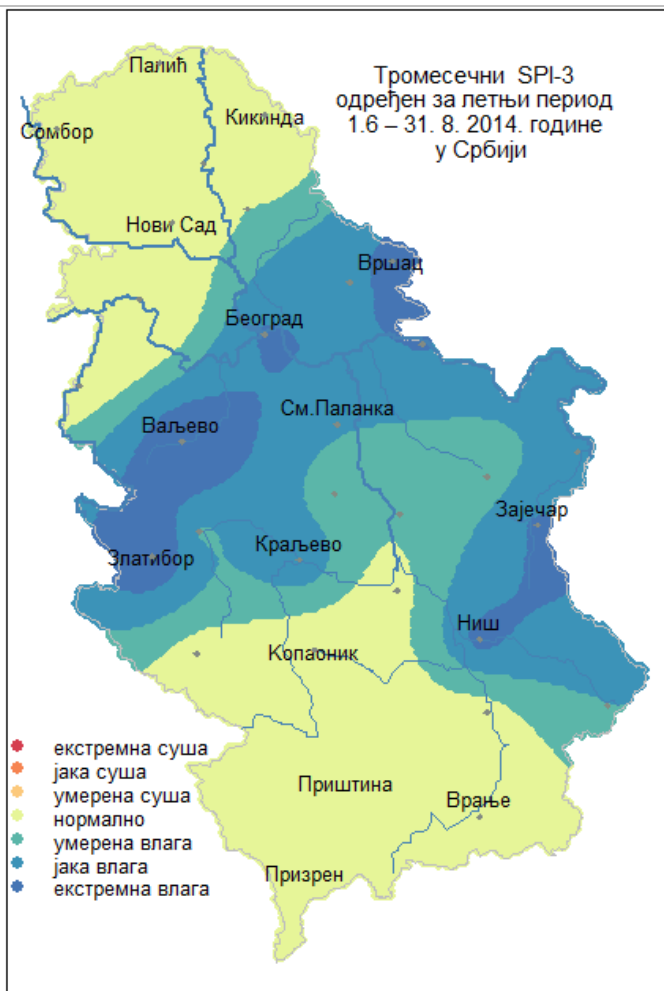 Тромесечни SPI-3
одређен за летњи период
1.6 – 31. 8. 2014. године
у Србији
Палић
Кикинда
Сомбор
Нови Сад
Вршац
Београд
См.Паланка
Ваљево
Зајечар
Краљево
Златибор
Ниш
Копаоник
Приштина
Врање
Призрен
екстремна суша
јака суша
умерена суша
нормално
умерена влага
јака влага
екстремна влага